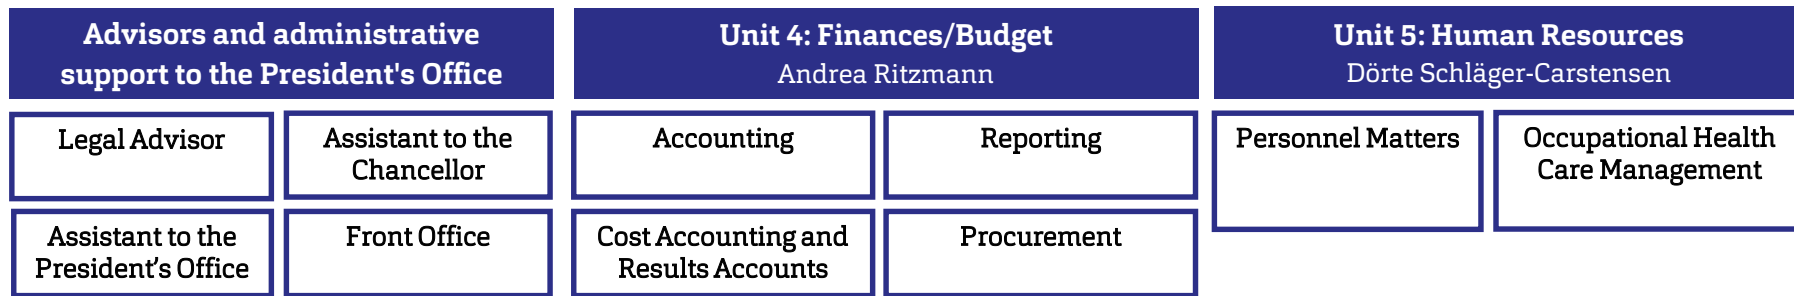 Advisors and administrative
support to the President's Office
Legal Advisor
Assistant to the
Chancellor
Assistant to the
President’s Office
Front Office
Unit 4: Finances/Budget
Andrea Ritzmann
Accounting
Reporting
Cost Accounting and
Results Accounts
Procurement
Unit 5: Human Resources
Dörte Schläger-Carstensen
Personnel Matters
Occupational Health
Care Management